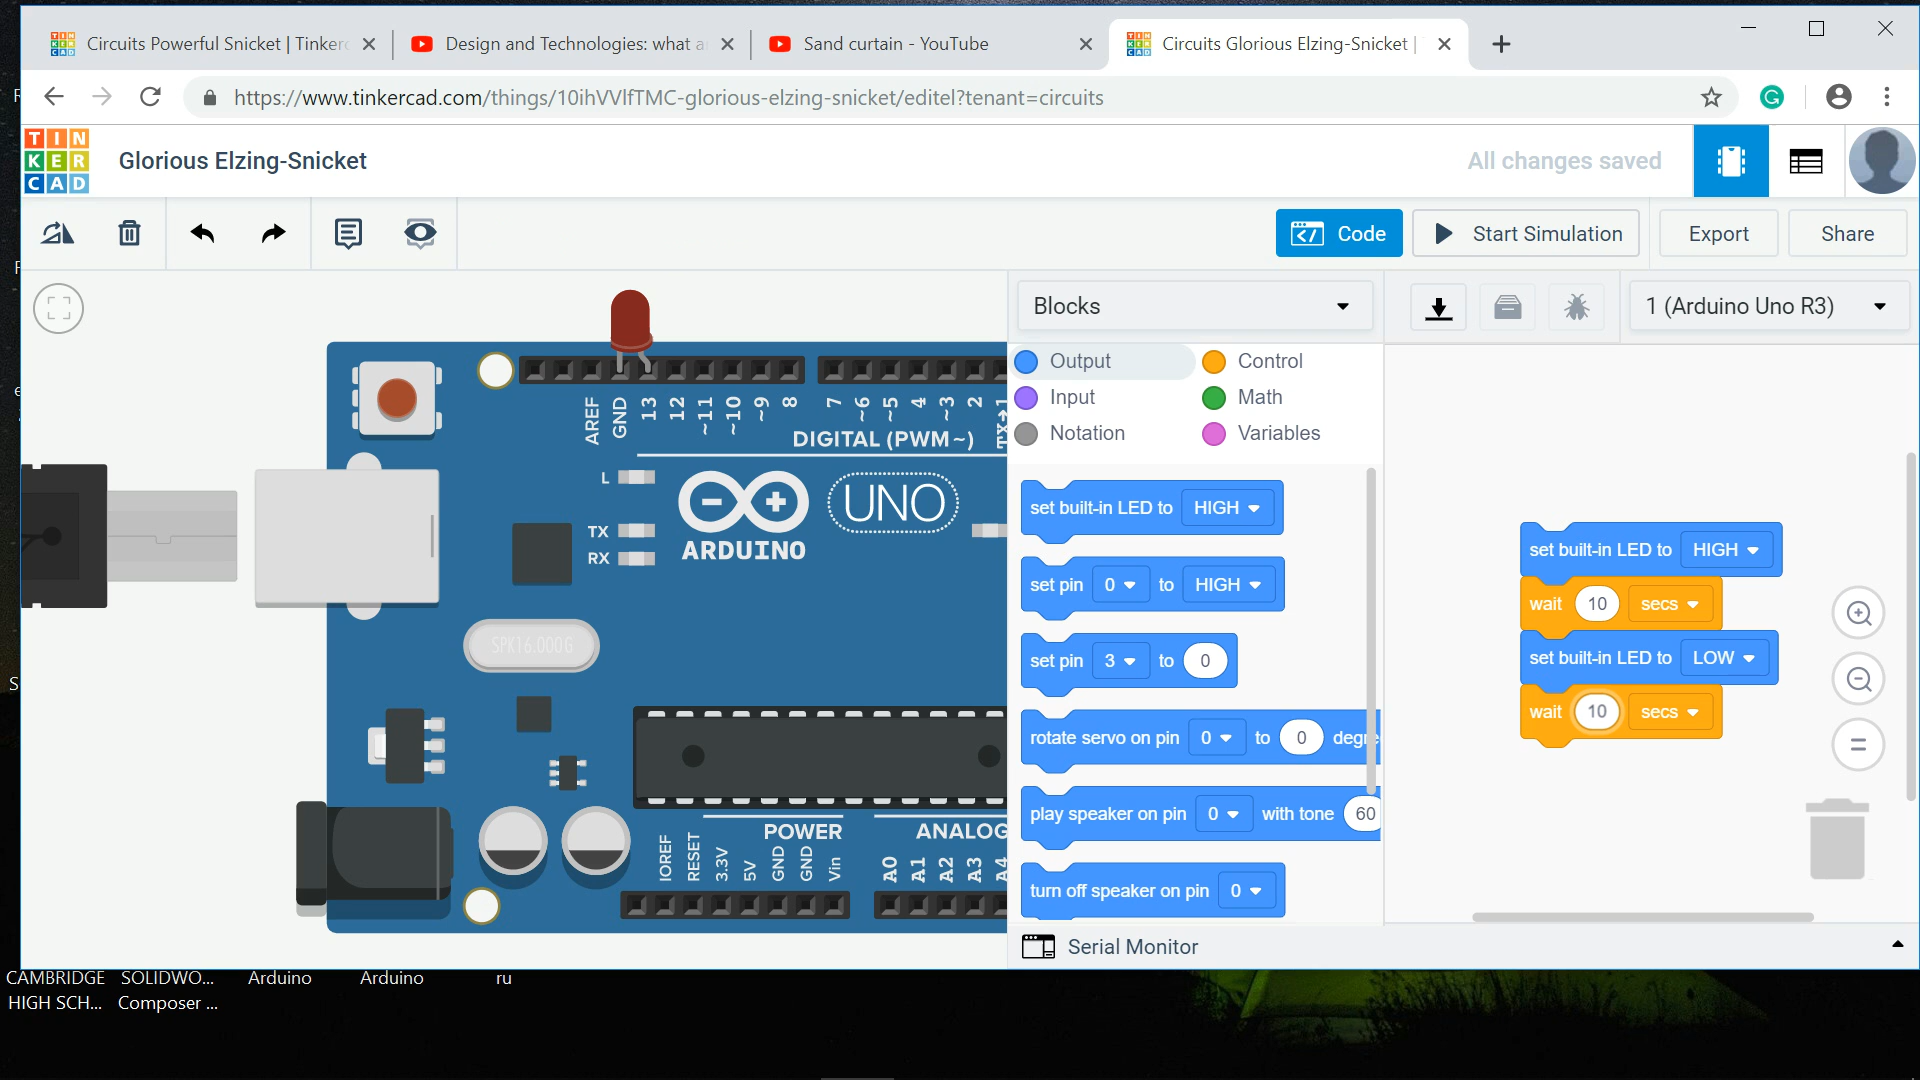 Circuits Powerful Snicket | Tinkerc
Design and Technologies: what a
Sand curtain - YouTube
Circuits Glorious Elzing-Snicket |
https://www.tinkercad.com/things/10ihVVlfTMC-glorious-elzing-snicket/editel?tenant=circuits
TIN
KER
CAD
Glorious Elzing-Snicket
All changes saved
Code
Start Simulation
Export
Share
Blocks
1 (Arduino Uno R3)
Output
Control
Input
Math
Notation
Variables
set built-in LED to HIGH
set pin 0 to HIGH
set pin 3 to 0
rotate servo on pin 0 to 0 degre
play speaker on pin 0 with tone 60
turn off speaker on pin 0
set built-in LED to HIGH
wait 10 secs
set built-in LED to LOW
wait 10 secs
AREF
GND
13
12
~11
~10
~9
8
7
~6
~5
4
~3
2
TX→1
DIGITAL (PWM~)
L
TX
RX
UNO
ARDUINO
SPK16.000G
POWER
ANALOG
IOREF
RESET
3.3V
5V
GND
GND
Vin
A0
A1
A2
A3
A4
Serial Monitor
CAMBRIDGE
HIGH SCH...
SOLIDWO...
Composer ...
Arduino
Arduino
ru